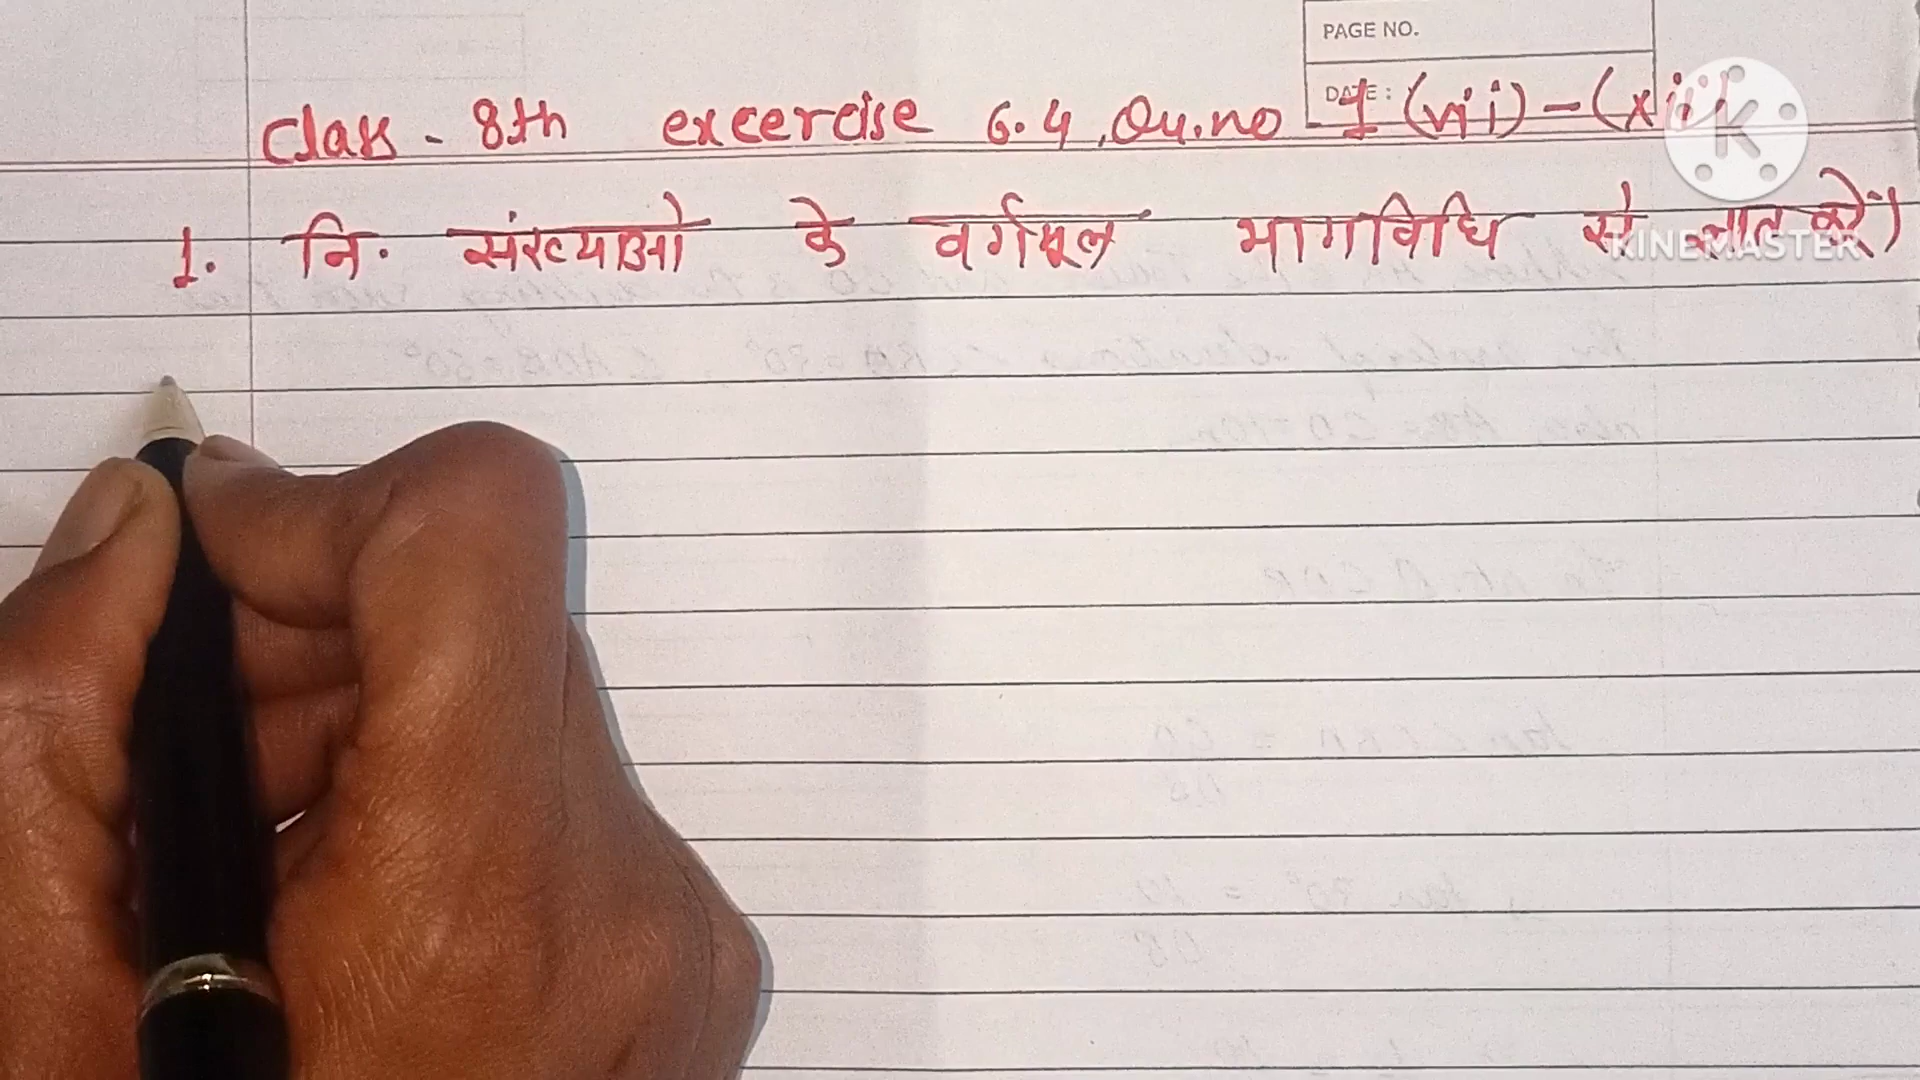 PAGE NO.
DATE :
Class - 8th excercise 6.4, Qu.no 1 (vii) - (xii)
1. नि. संख्याओ के वर्गमूल भागविधि से ज्ञात करें।
KINEMASTER